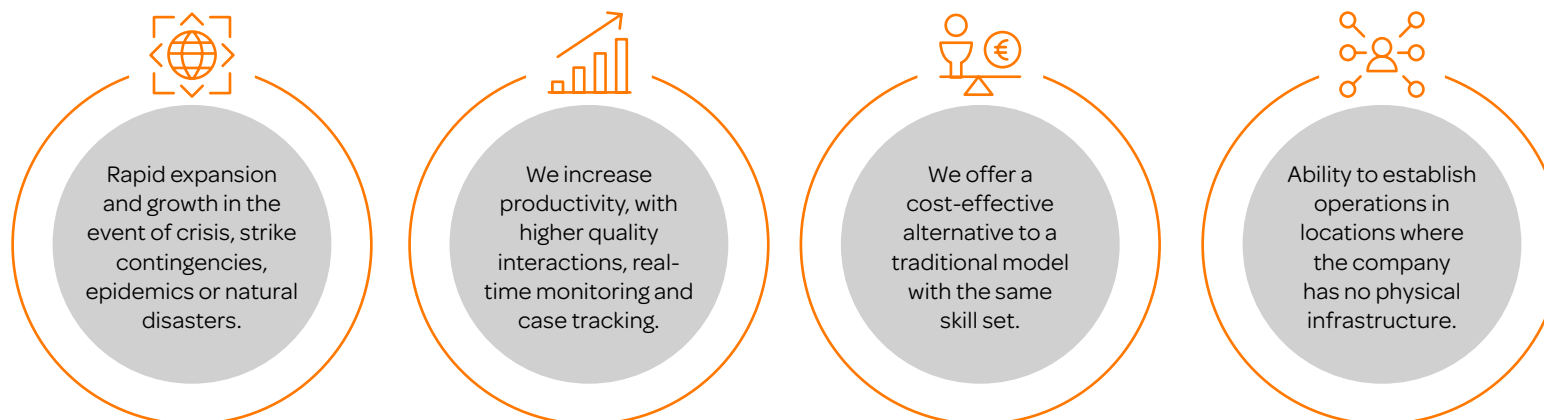 Rapid expansion
and growth in the
event of crisis, strike
contingencies,
epidemics or natural
disasters.
We increase
productivity, with
higher quality
interactions, real-
time monitoring and
case tracking.
We offer a
cost-effective
alternative to a
traditional model
with the same
skill set.
Ability to establish
operations in
locations where
the company
has no physical
infrastructure.
€